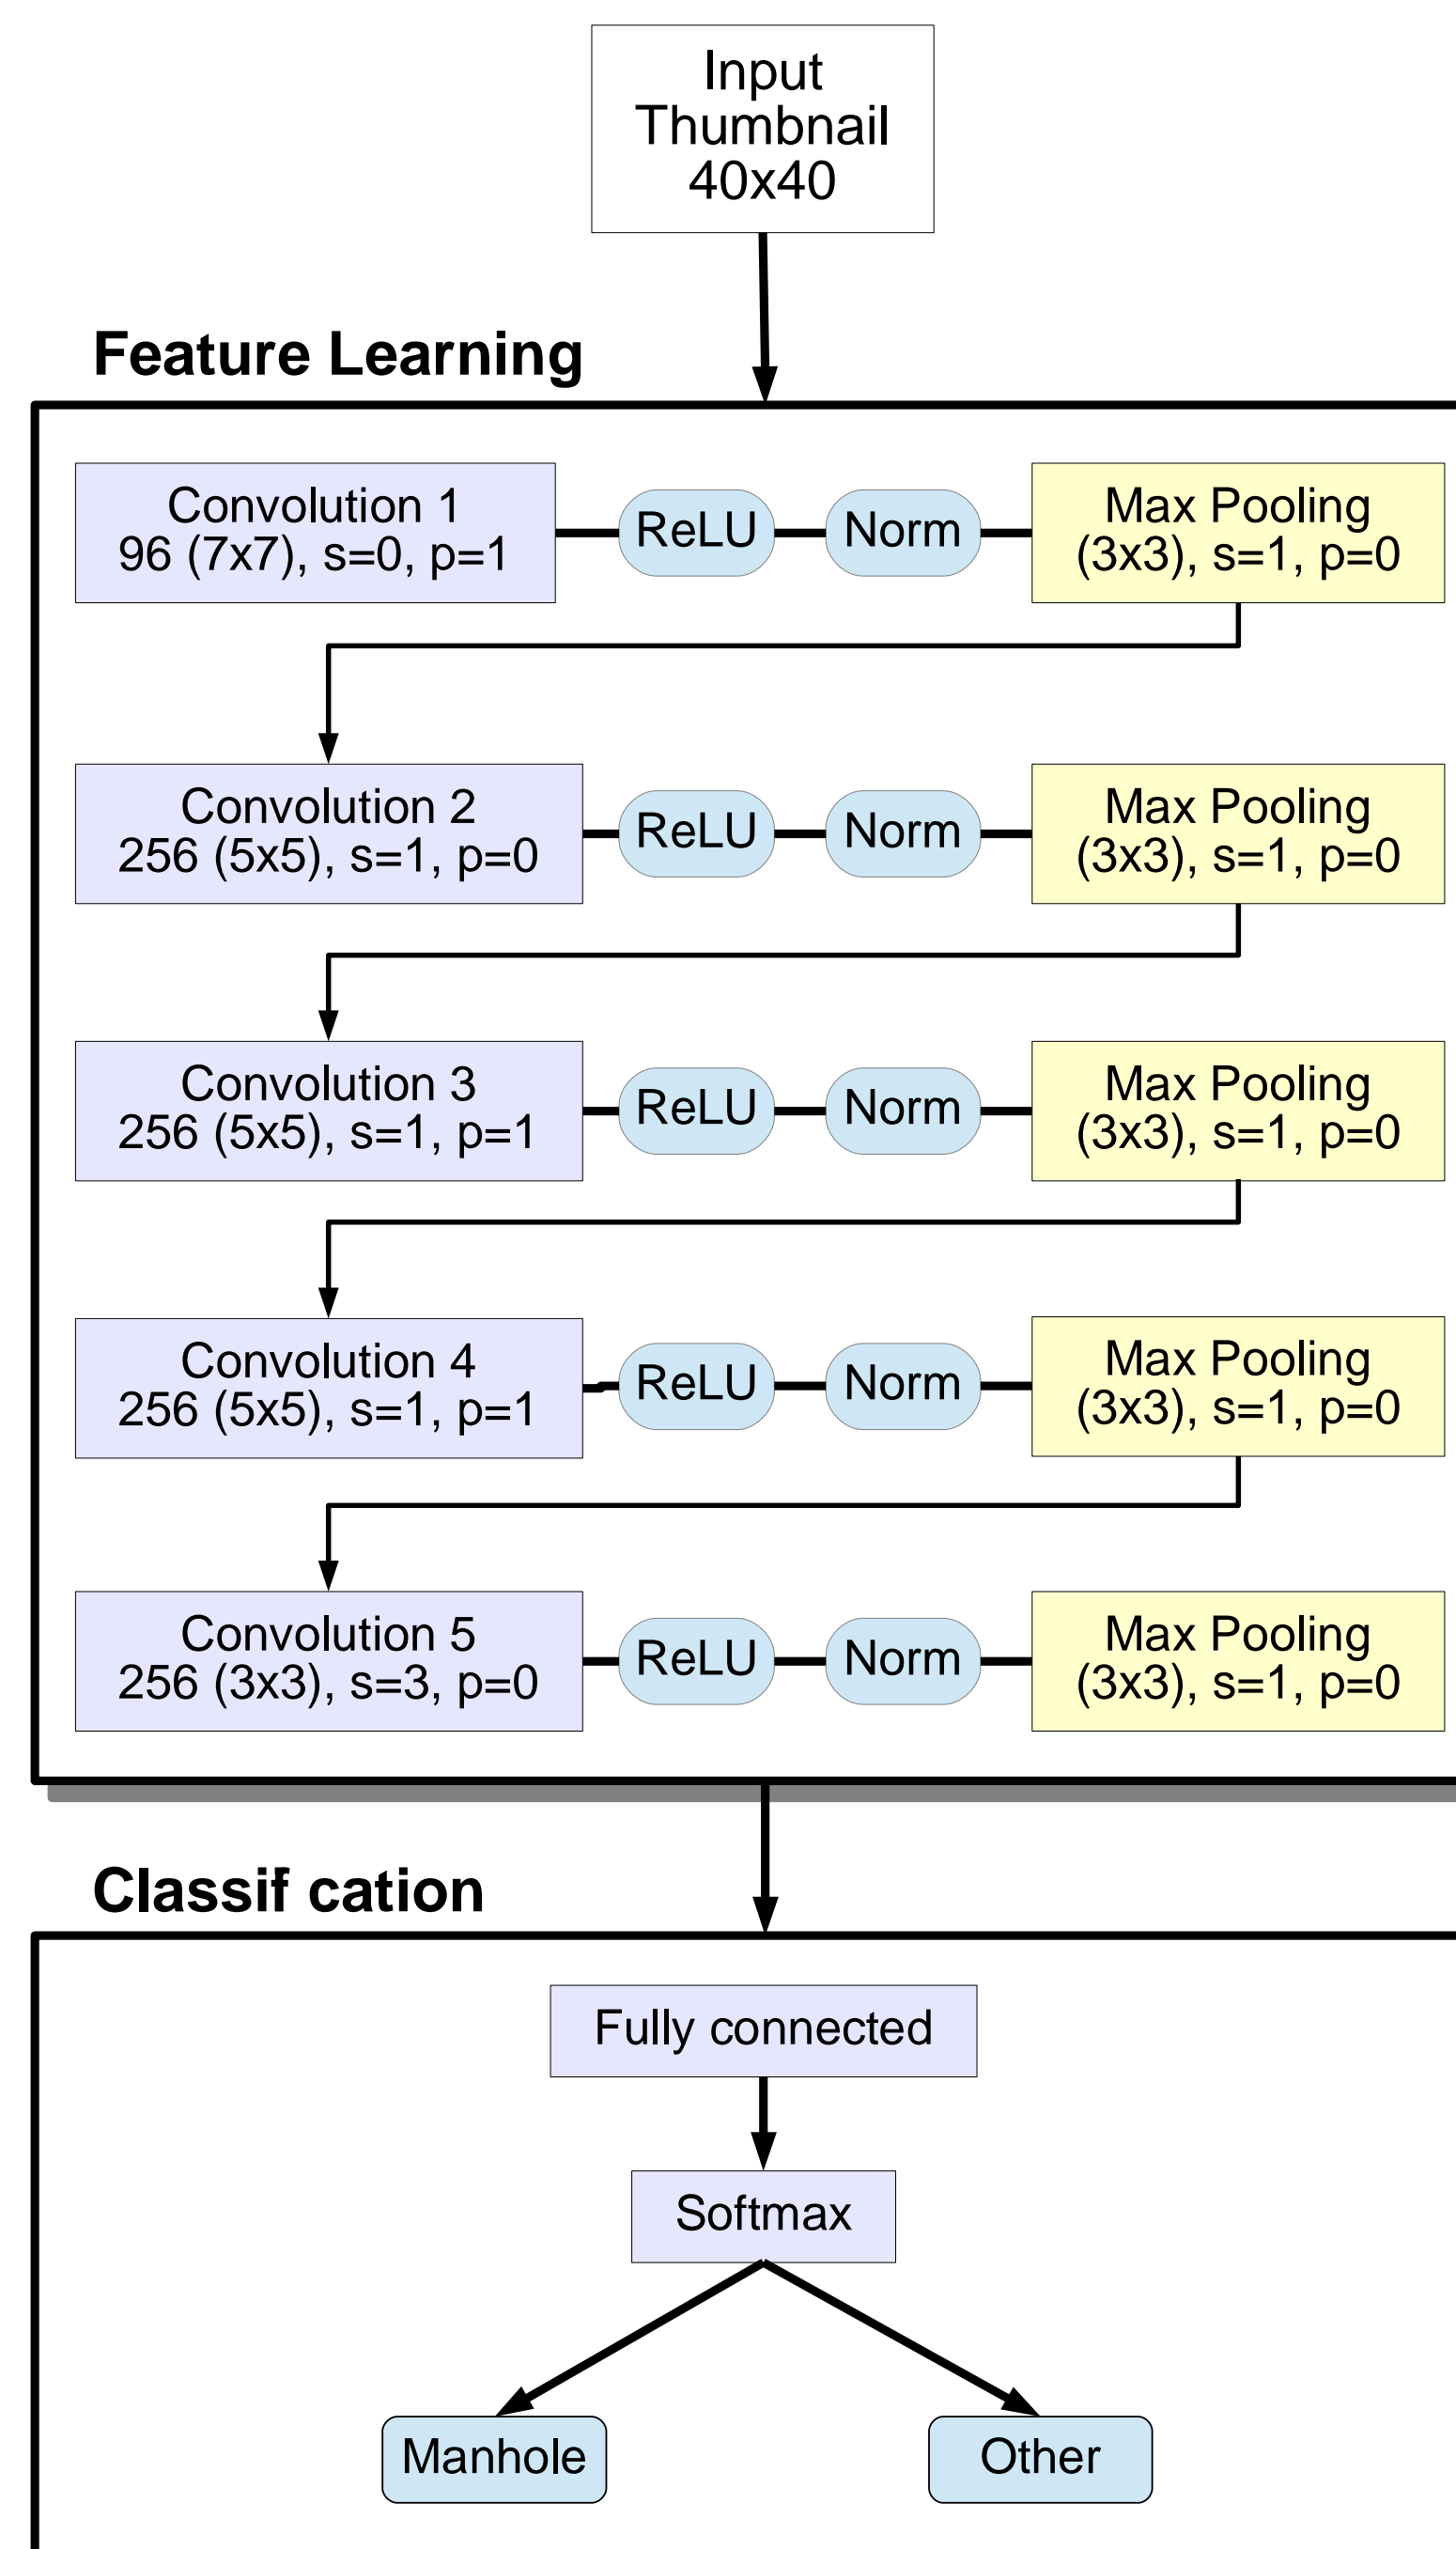 Input
Thumbnail
40x40
Feature Learning
Convolution 1
96 (7x7), s=0, p=1
ReLU
Norm
Max Pooling
(3x3), s=1, p=0
Convolution 2
256 (5x5), s=1, p=0
ReLU
Norm
Max Pooling
(3x3), s=1, p=0
Convolution 3
256 (5x5), s=1, p=1
ReLU
Norm
Max Pooling
(3x3), s=1, p=0
Convolution 4
256 (5x5), s=1, p=1
ReLU
Norm
Max Pooling
(3x3), s=1, p=0
Convolution 5
256 (3x3), s=3, p=0
ReLU
Norm
Max Pooling
(3x3), s=1, p=0
Classif cation
Fully connected
Softmax
Manhole
Other